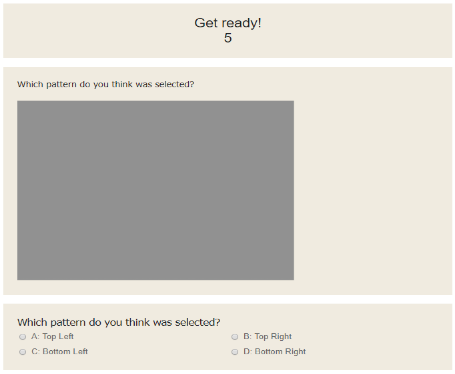 Get ready!
5
Which pattern do you think was selected?
Which pattern do you think was selected?
A: Top Left
B: Top Right
C: Bottom Left
D: Bottom Right